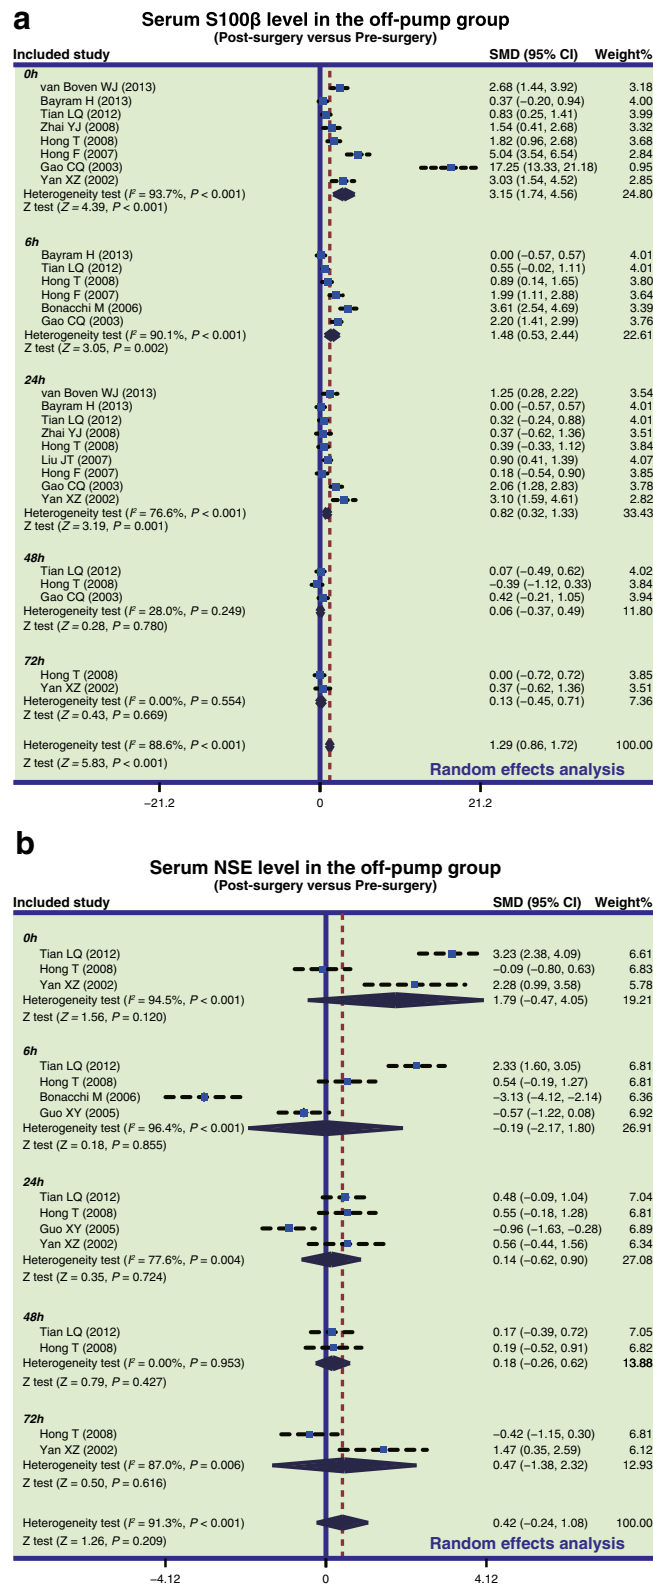 a
Serum S100β level in the off-pump group
(Post-surgery versus Pre-surgery)
Included study SMD (95% CI) Weight%
0h
van Boven WJ (2013) 2.68 (1.44, 3.92) 3.18
Bayram H (2013) 0.37 (−0.20, 0.94) 4.00
Tian LQ (2012) 0.83 (0.25, 1.41) 3.99
Zhai YJ (2008) 1.54 (0.41, 2.68) 3.32
Hong T (2008) 1.82 (0.96, 2.68) 3.68
Hong F (2007) 5.04 (3.54, 6.54) 2.84
Gao CQ (2003) 17.25 (13.33, 21.18) 0.95
Yan XZ (2002) 3.03 (1.54, 4.52) 2.85
Heterogeneity test (I² = 93.7%, P < 0.001) 3.15 (1.74, 4.56) 24.80
Z test (Z = 4.39, P < 0.001)
6h
Bayram H (2013) 0.00 (−0.57, 0.57) 4.01
Tian LQ (2012) 0.55 (−0.02, 1.11) 4.01
Hong T (2008) 0.89 (0.14, 1.65) 3.80
Hong F (2007) 1.99 (1.11, 2.88) 3.64
Bonacchi M (2006) 3.61 (2.54, 4.69) 3.39
Gao CQ (2003) 2.20 (1.41, 2.99) 3.76
Heterogeneity test (I² = 90.1%, P < 0.001) 1.48 (0.53, 2.44) 22.61
Z test (Z = 3.05, P = 0.002)
24h
van Boven WJ (2013) 1.25 (0.28, 2.22) 3.54
Bayram H (2013) 0.00 (−0.57, 0.57) 4.01
Tian LQ (2012) 0.32 (−0.24, 0.88) 4.01
Zhai YJ (2008) 0.37 (−0.62, 1.36) 3.51
Hong T (2008) 0.39 (−0.33, 1.12) 3.84
Liu JT (2007) 0.90 (0.41, 1.39) 4.07
Hong F (2007) 0.18 (−0.54, 0.90) 3.85
Gao CQ (2003) 2.06 (1.28, 2.83) 3.78
Yan XZ (2002) 3.10 (1.59, 4.61) 2.82
Heterogeneity test (I² = 76.6%, P < 0.001) 0.82 (0.32, 1.33) 33.43
Z test (Z = 3.19, P = 0.001)
48h
Tian LQ (2012) 0.07 (−0.49, 0.62) 4.02
Hong T (2008) −0.39 (−1.12, 0.33) 3.84
Gao CQ (2003) 0.42 (−0.21, 1.05) 3.94
Heterogeneity test (I² = 28.0%, P = 0.249) 0.06 (−0.37, 0.49) 11.80
Z test (Z = 0.28, P = 0.780)
72h
Hong T (2008) 0.00 (−0.72, 0.72) 3.85
Yan XZ (2002) 0.37 (−0.62, 1.36) 3.51
Heterogeneity test (I² = 0.00%, P = 0.554) 0.13 (−0.45, 0.71) 7.36
Z test (Z = 0.43, P = 0.669)
Heterogeneity test (I² = 88.6%, P < 0.001) 1.29 (0.86, 1.72) 100.00
Z test (Z = 5.83, P < 0.001)
Random effects analysis
−21.2 0 21.2
b
Serum NSE level in the off-pump group
(Post-surgery versus Pre-surgery)
Included study SMD (95% CI) Weight%
0h
Tian LQ (2012) 3.23 (2.38, 4.09) 6.61
Hong T (2008) −0.09 (−0.80, 0.63) 6.83
Yan XZ (2002) 2.28 (0.99, 3.58) 5.78
Heterogeneity test (I² = 94.5%, P < 0.001) 1.79 (−0.47, 4.05) 19.21
Z test (Z = 1.56, P = 0.120)
6h
Tian LQ (2012) 2.33 (1.60, 3.05) 6.81
Hong T (2008) 0.54 (−0.19, 1.27) 6.81
Bonacchi M (2006) −3.13 (−4.12, −2.14) 6.36
Guo XY (2005) −0.57 (−1.22, 0.08) 6.92
Heterogeneity test (I² = 96.4%, P < 0.001) −0.19 (−2.17, 1.80) 26.91
Z test (Z = 0.18, P = 0.855)
24h
Tian LQ (2012) 0.48 (−0.09, 1.04) 7.04
Hong T (2008) 0.55 (−0.18, 1.28) 6.81
Guo XY (2005) −0.96 (−1.63, −0.28) 6.89
Yan XZ (2002) 0.56 (−0.44, 1.56) 6.34
Heterogeneity test (I² = 77.6%, P = 0.004) 0.14 (−0.62, 0.90) 27.08
Z test (Z = 0.35, P = 0.724)
48h
Tian LQ (2012) 0.17 (−0.39, 0.72) 7.05
Hong T (2008) 0.19 (−0.52, 0.91) 6.82
Heterogeneity test (I² = 0.00%, P = 0.953) 0.18 (−0.26, 0.62) 13.88
Z test (Z = 0.79, P = 0.427)
72h
Hong T (2008) −0.42 (−1.15, 0.30) 6.81
Yan XZ (2002) 1.47 (0.35, 2.59) 6.12
Heterogeneity test (I² = 87.0%, P = 0.006) 0.47 (−1.38, 2.32) 12.93
Z test (Z = 0.50, P = 0.616)
Heterogeneity test (I² = 91.3%, P < 0.001) 0.42 (−0.24, 1.08) 100.00
Z test (Z = 1.26, P = 0.209)
Random effects analysis
−4.12 0 4.12